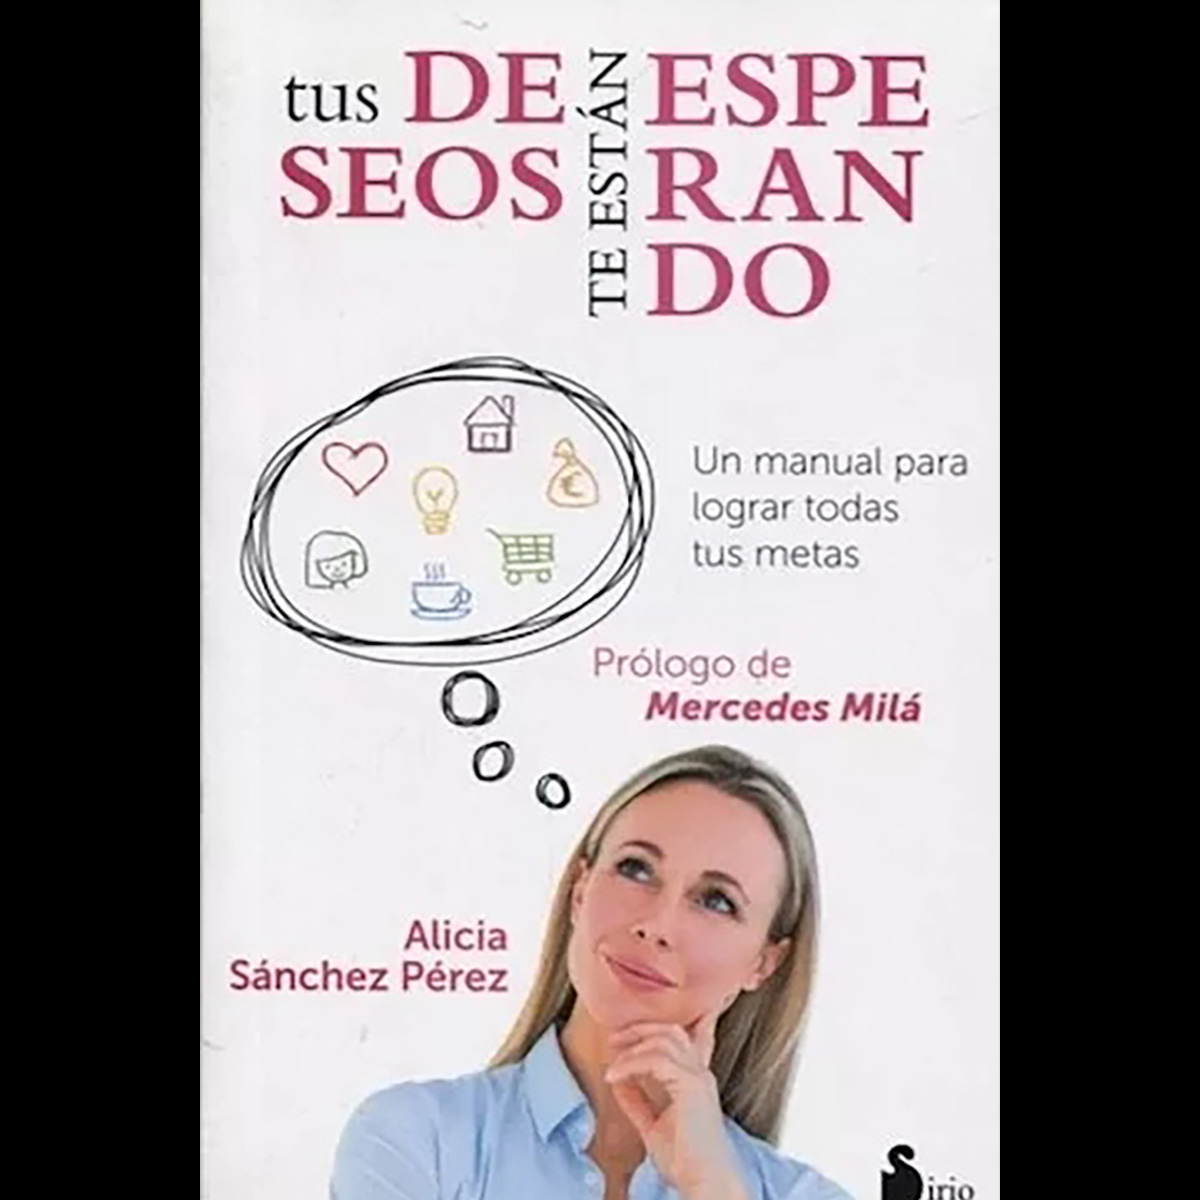 tus DE
SEOS
TE ESTÁN
ESPE
RAN
DO
Un manual para
lograr todas
tus metas
Prólogo de
Mercedes Milá
Alicia
Sánchez Pérez
Sirio